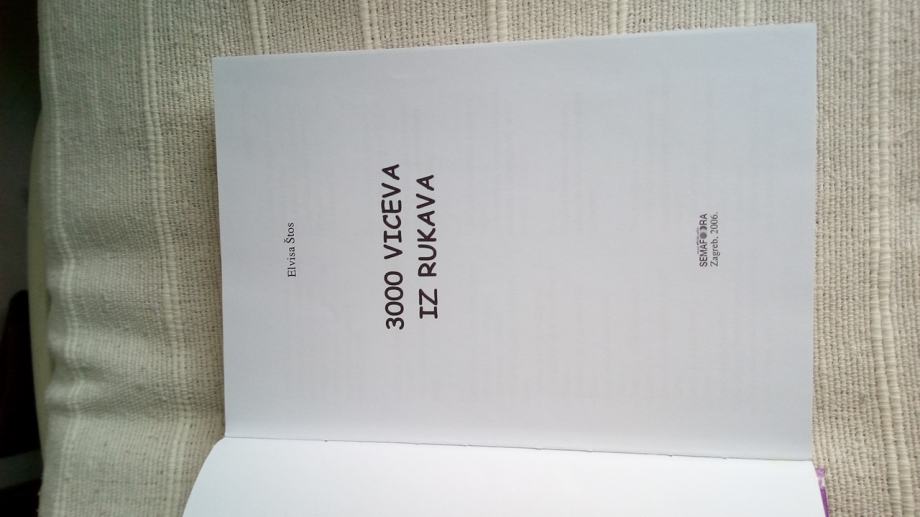 Elvisa Štos
3000 VICEVA
IZ RUKAVA
SEMAFORA
Zagreb, 2006.